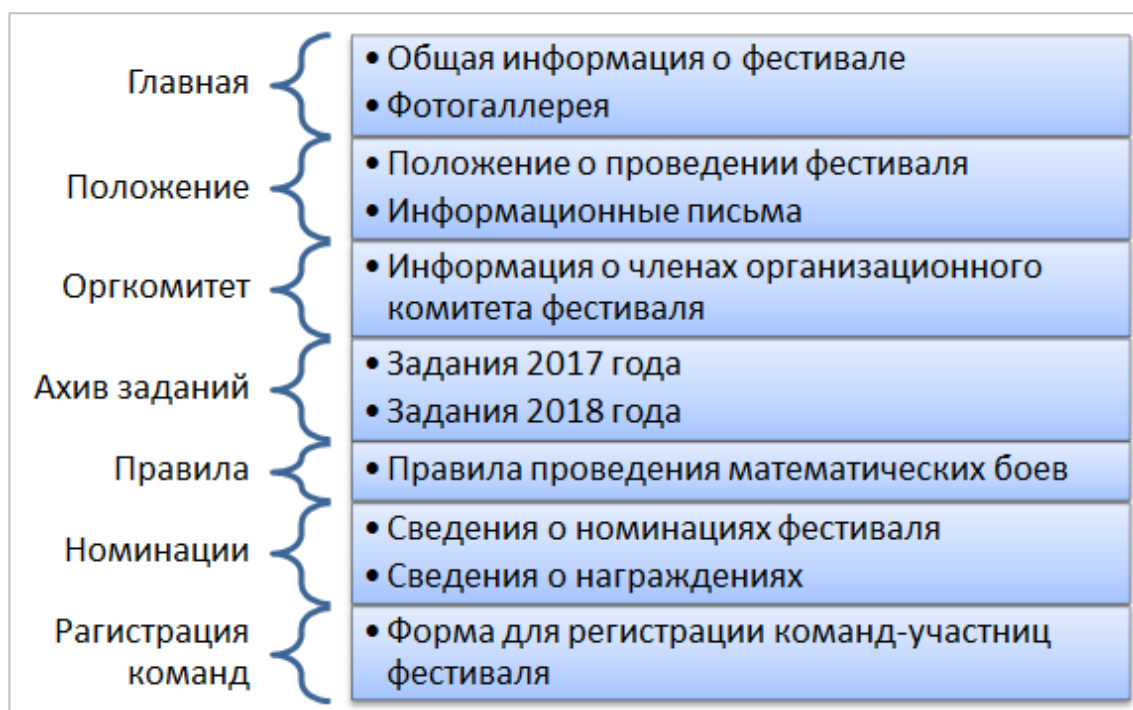 Главная
• Общая информация о фестивале
• Фотогаллерея
Положение
• Положение о проведении фестиваля
• Информационные письма
Оргкомитет
• Информация о членах организационного
комитета фестиваля
Ахив заданий
• Задания 2017 года
• Задания 2018 года
Правила
• Правила проведения математических боев
Номинации
• Сведения о номинациях фестиваля
• Сведения о награждениях
Рагистрация
команд
• Форма для регистрации команд-участниц
фестиваля